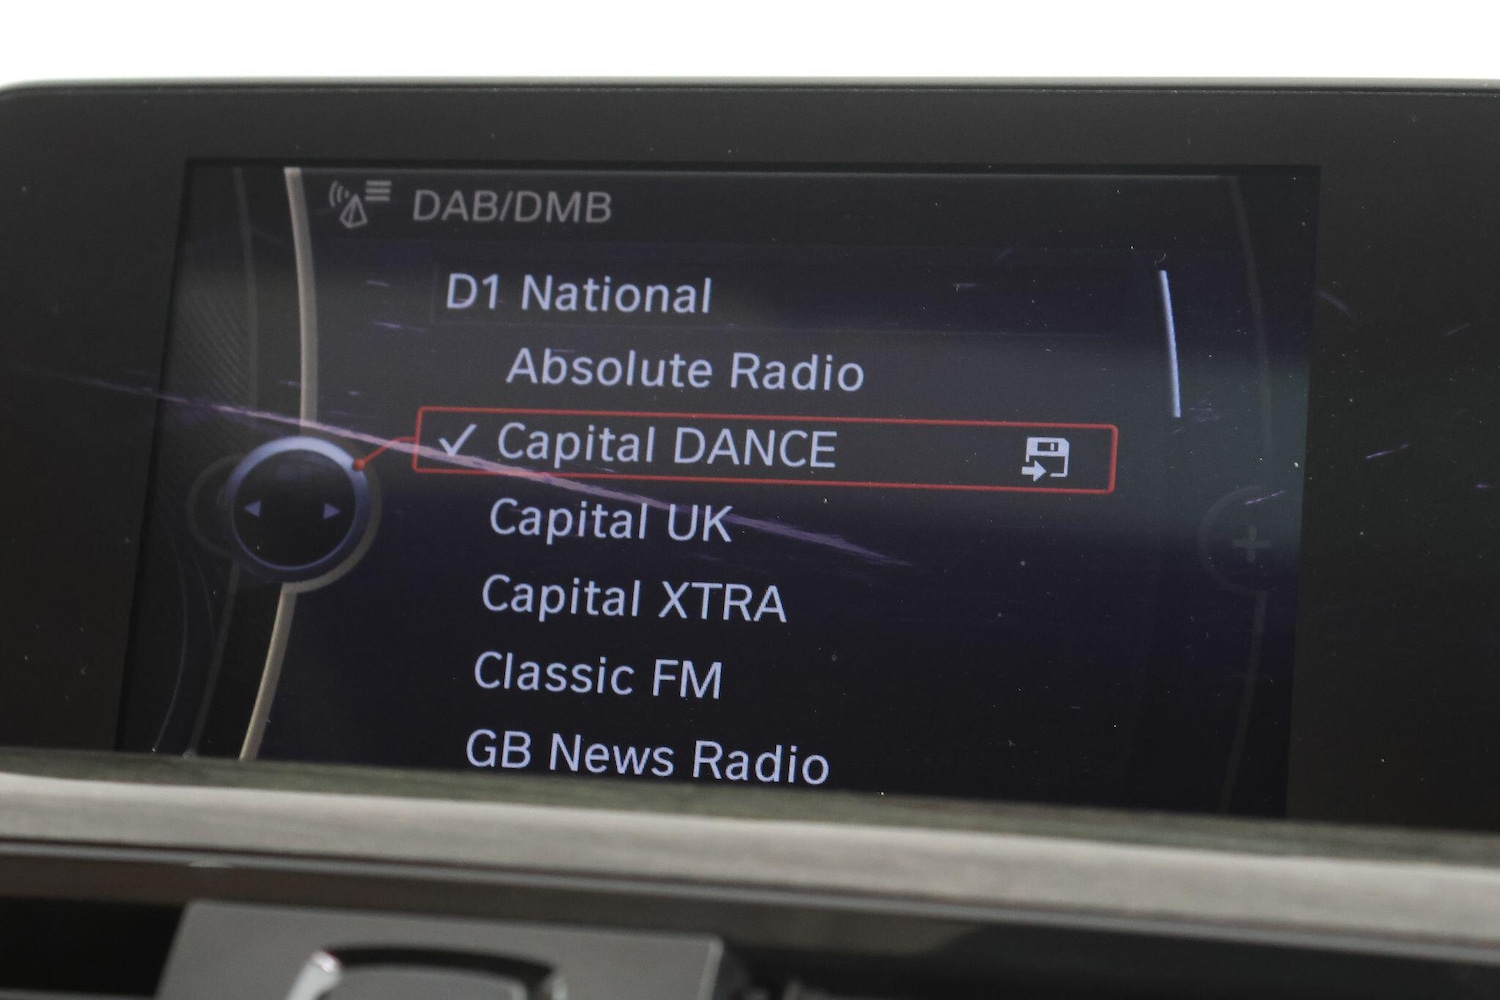 DAB/DMB
D1 National
Absolute Radio
Capital DANCE
Capital UK
Capital XTRA
Classic FM
GB News Radio